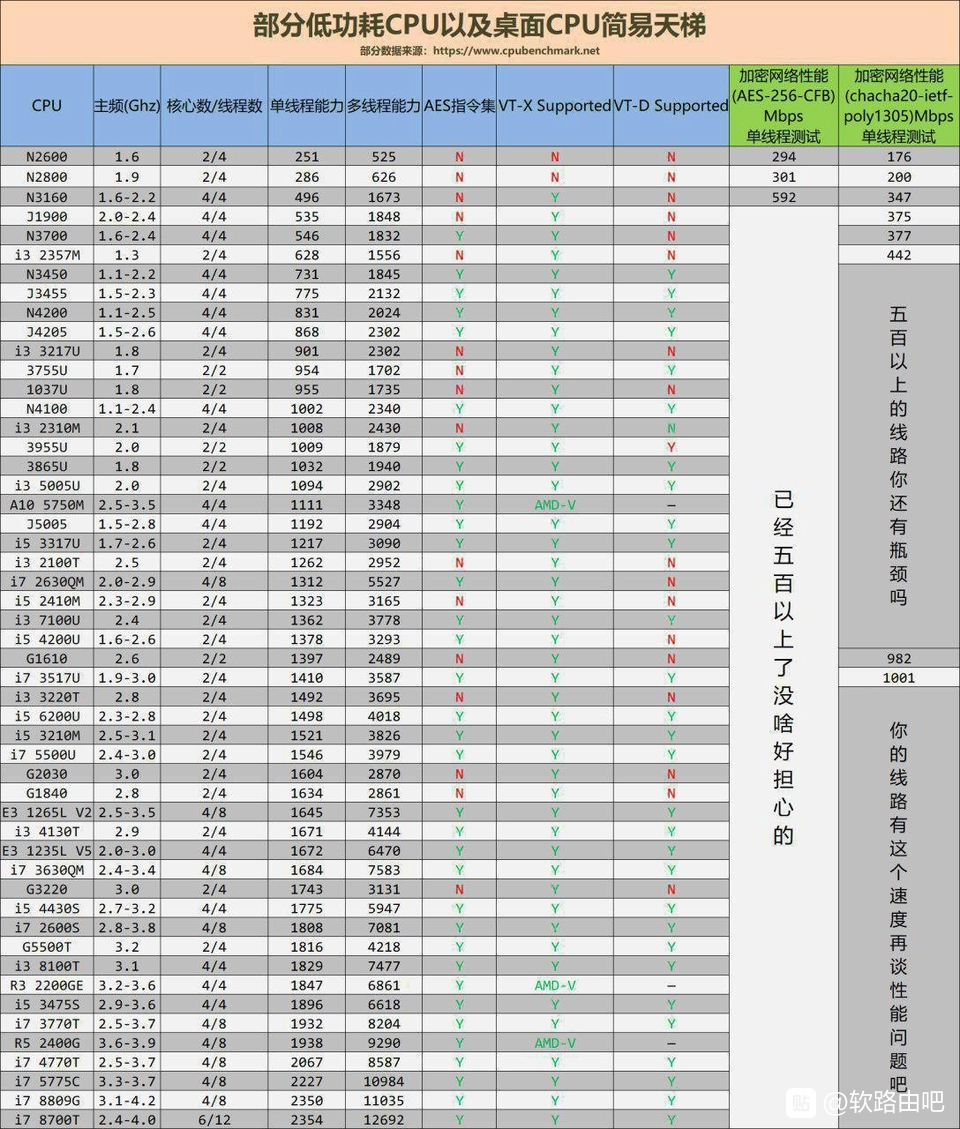 部分低功耗CPU以及桌面CPU简易天梯
部分数据来源：https://www.cpubenchmark.net
CPU 主频(Ghz) 核心数/线程数 单线程能力 多线程能力 AES指令集 VT-X Supported VT-D Supported 加密网络性能(AES-256-CFB)Mbps单线程测试 加密网络性能(chacha20-ietf-poly1305)Mbps单线程测试
N2600 1.6 2/4 251 525 N N N 294 176
N2800 1.9 2/4 286 626 N N N 301 200
N3160 1.6-2.2 4/4 496 1673 N Y N 592 347
J1900 2.0-2.4 4/4 535 1848 N Y N 375
N3700 1.6-2.4 4/4 546 1832 Y Y N 377
i3 2357M 1.3 2/4 628 1556 N Y N 442
N3450 1.1-2.2 4/4 731 1845 Y Y Y
J3455 1.5-2.3 4/4 775 2132 Y Y Y
N4200 1.1-2.5 4/4 831 2024 Y Y Y
J4205 1.5-2.6 4/4 868 2302 Y Y Y
i3 3217U 1.8 2/4 901 2302 N Y N
3755U 1.7 2/2 954 1702 N Y Y
1037U 1.8 2/2 955 1735 N Y N
N4100 1.1-2.4 4/4 1002 2340 Y Y Y
i3 2310M 2.1 2/4 1008 2430 N Y N
3955U 2.0 2/2 1009 1879 Y Y Y
3865U 1.8 2/2 1032 1940 Y Y Y
i3 5005U 2.0 2/4 1094 2902 Y Y Y
A10 5750M 2.5-3.5 4/4 1111 3348 Y AMD-V —
J5005 1.5-2.8 4/4 1192 2904 Y Y Y
i5 3317U 1.7-2.6 2/4 1217 3090 Y Y Y
i3 2100T 2.5 2/4 1262 2952 N Y N
i7 2630QM 2.0-2.9 4/8 1312 5527 Y Y N
i5 2410M 2.3-2.9 2/4 1323 3165 N Y N
i3 7100U 2.4 2/4 1362 3778 Y Y Y
i5 4200U 1.6-2.6 2/4 1378 3293 Y Y N
G1610 2.6 2/2 1397 2489 N Y N 982
i7 3517U 1.9-3.0 2/4 1410 3587 Y Y Y 1001
i3 3220T 2.8 2/4 1492 3695 N Y N
i5 6200U 2.3-2.8 2/4 1498 4018 Y Y Y
i5 3210M 2.5-3.1 2/4 1521 3826 Y Y Y
i7 5500U 2.4-3.0 2/4 1546 3979 Y Y Y
G2030 3.0 2/4 1604 2870 N Y N
G1840 2.8 2/4 1634 2861 N Y N
E3 1265L V2 2.5-3.5 4/8 1645 7353 Y Y Y
i3 4130T 2.9 2/4 1671 4144 Y Y Y
E3 1235L V5 2.0-3.0 4/4 1672 6470 Y Y Y
i7 3630QM 2.4-3.4 4/8 1684 7583 Y Y Y
G3220 3.0 2/4 1743 3131 N Y N
i5 4430S 2.7-3.2 4/4 1775 5947 Y Y Y
i7 2600S 2.8-3.8 4/8 1808 7081 Y Y Y
G5500T 3.2 2/4 1816 4218 Y Y Y
i3 8100T 3.1 4/4 1829 7477 Y Y Y
R3 2200GE 3.2-3.6 4/4 1847 6861 Y AMD-V —
i5 3475S 2.9-3.6 4/4 1896 6618 Y Y Y
i7 3770T 2.5-3.7 4/8 1932 8204 Y Y Y
R5 2400G 3.6-3.9 4/8 1938 9290 Y AMD-V —
i7 4770T 2.5-3.7 4/8 2067 8587 Y Y Y
i7 5775C 3.3-3.7 4/8 2227 10984 Y Y Y
i7 8809G 3.1-4.2 4/8 2350 11035 Y Y Y
i7 8700T 2.4-4.0 6/12 2354 12692 Y Y Y
已经五百以上了没啥好担心的
五百以上的线路你还有瓶颈吗
你的线路有这个速度再谈性能问题吧
贴 @软路由吧